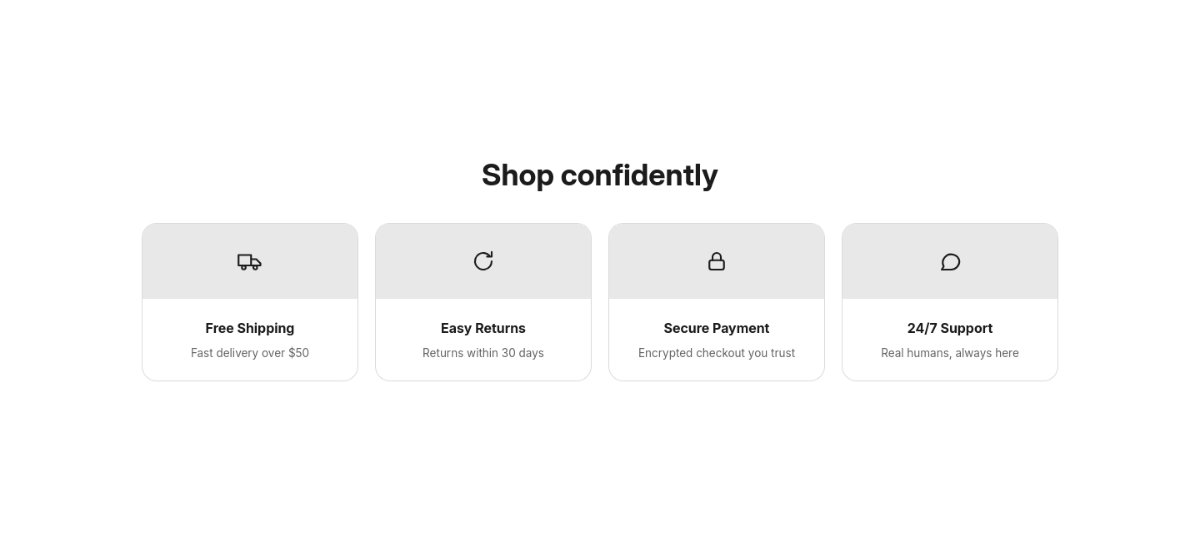 Shop confidently
Free Shipping
Fast delivery over $50
Easy Returns
Returns within 30 days
Secure Payment
Encrypted checkout you trust
24/7 Support
Real humans, always here